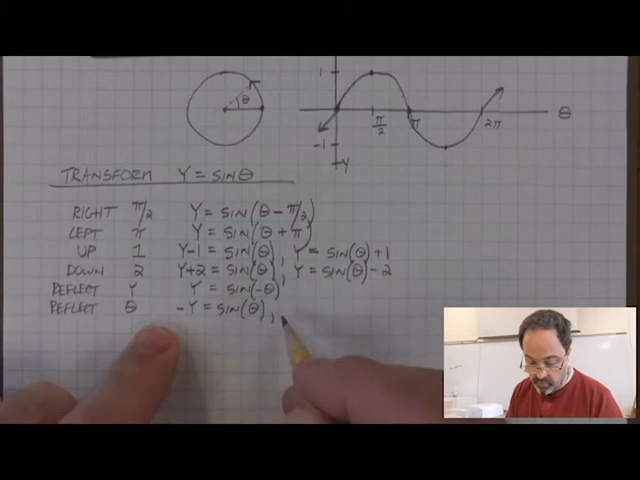 θ
1
-1
π/2
π
2π
θ
Y
TRANSFORM Y = SINθ
RIGHT π/2 Y = SIN(θ - π/2)
LEFT π Y = SIN(θ + π)
UP 1 Y-1 = SIN(θ), Y = SIN(θ)+1
DOWN 2 Y+2 = SIN(θ), Y = SIN(θ)-2
REFLECT Y Y = SIN(-θ)
REFLECT θ -Y = SIN(θ),